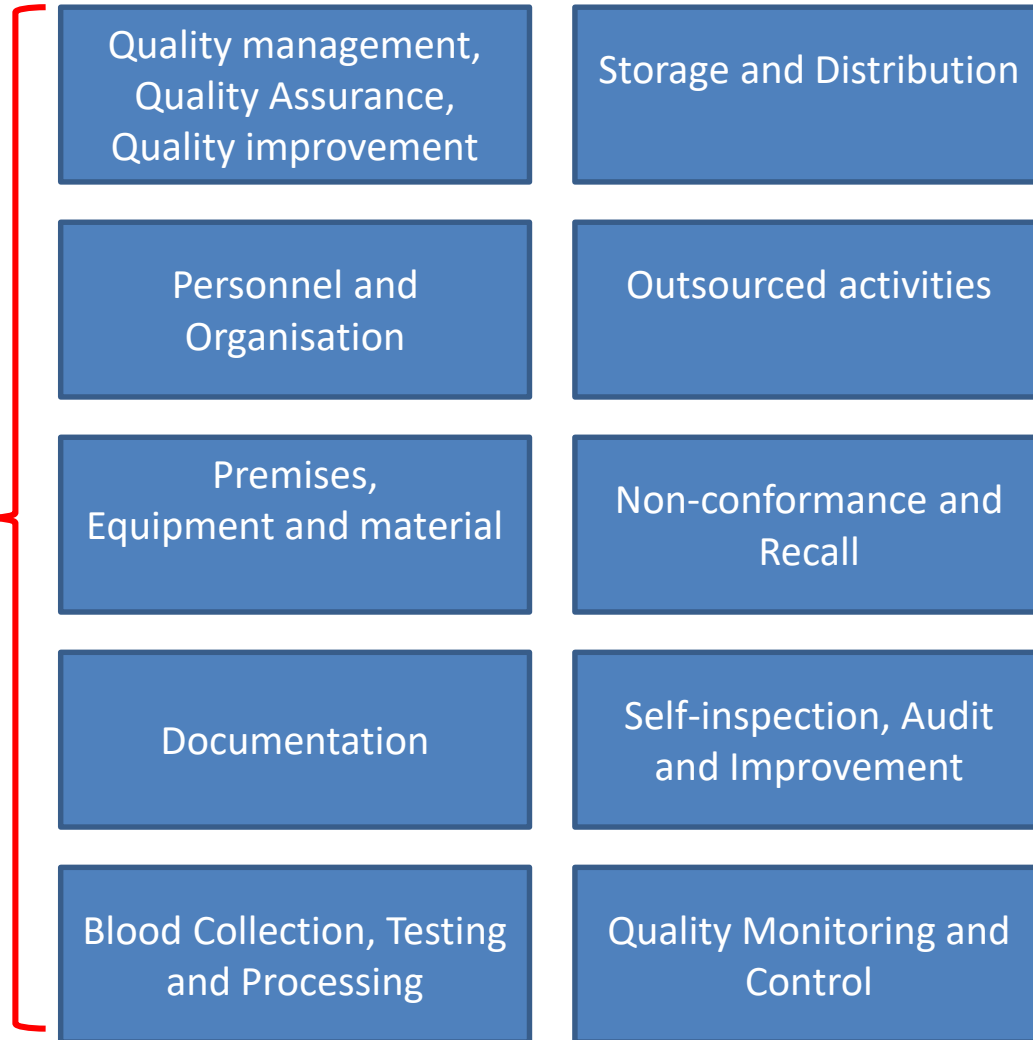 Quality management,
Quality Assurance,
Quality improvement
Storage and Distribution
Personnel and
Organisation
Outsourced activities
Premises,
Equipment and material
Non-conformance and
Recall
Documentation
Self-inspection, Audit
and Improvement
Blood Collection, Testing
and Processing
Quality Monitoring and
Control